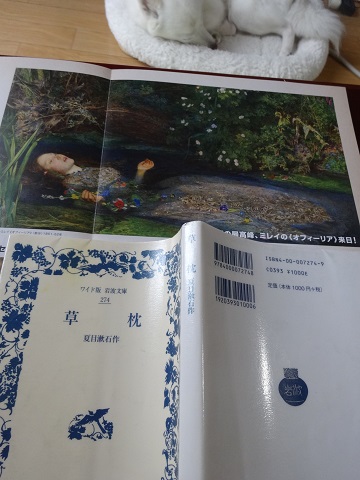 の最高峰、ミレイの《オフィーリア》来日!
ワイド版 岩波文庫
274
草枕
夏目漱石作
草枕
夏目漱石作
ISBN4-00-007274-9
C0393 ¥1000E
定価(本体1000円+税)
9784000072748
1920393010006